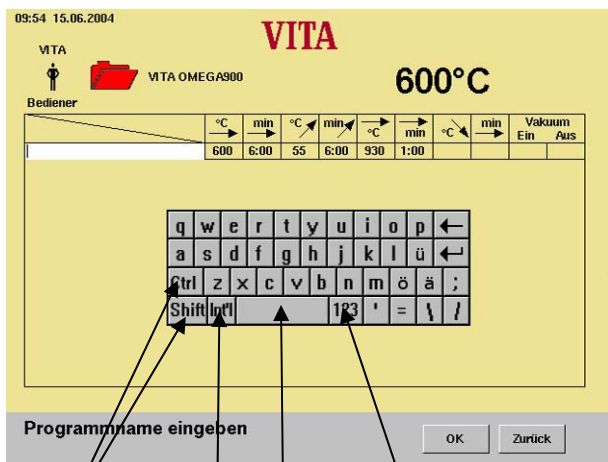 09:54 15.06.2004
VITA
VITA
VITA OMEGA900
600°C
Bediener
°C min °C min °C min °C min Vakuum
Ein Aus
600 6:00 55 6:00 930 1:00
q w e r t y u i o p ←
a s d f g h j k l ü ↵
Ctrl z x c v b n m ö ä ;
Shift Int'l 123 ' = \ /
Programmname eingeben
OK Zurück